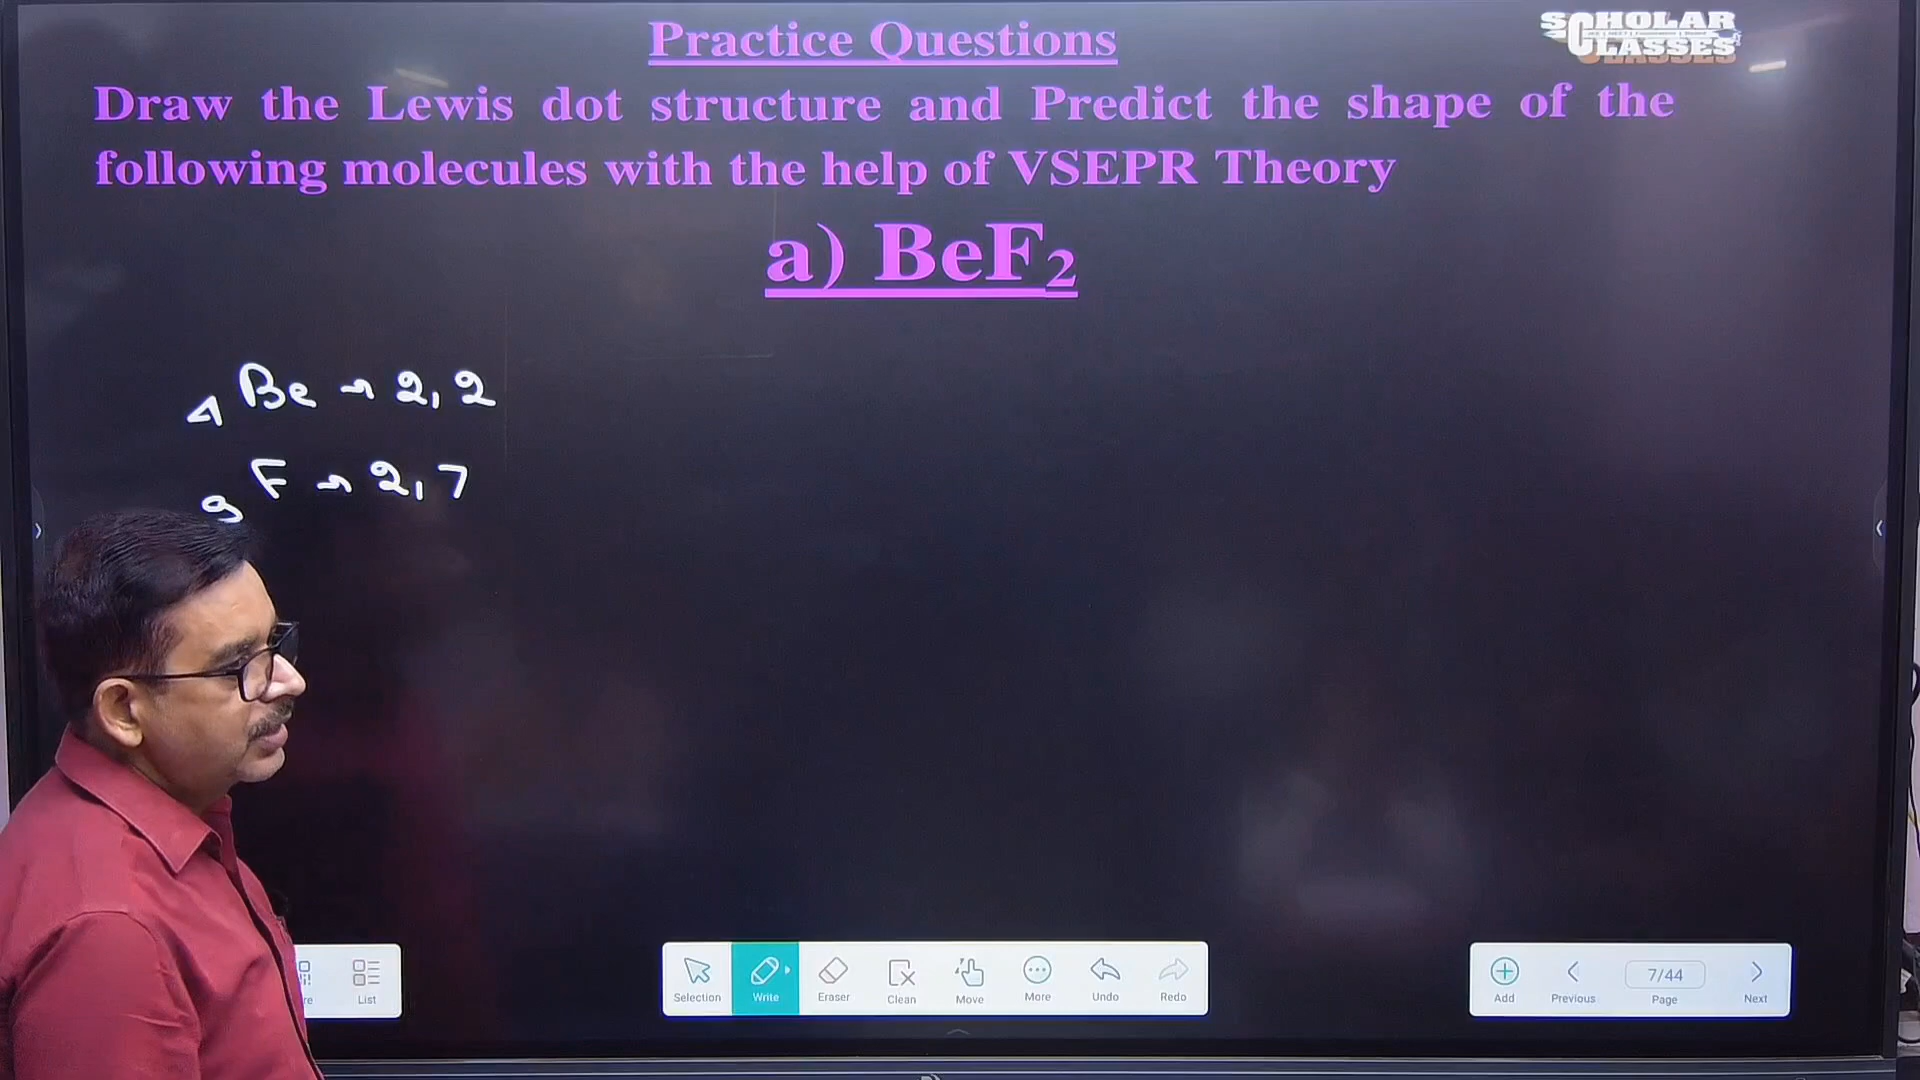 Practice Questions
SCHOLAR
CLASSES
Draw the Lewis dot structure and Predict the shape of the
following molecules with the help of VSEPR Theory
a) BeF₂
₄Be → 2, 2
₉F → 2, 7
List
Selection
Write
Eraser
Clean
Move
More
Undo
Redo
Add
Previous
7/44
Page
Next